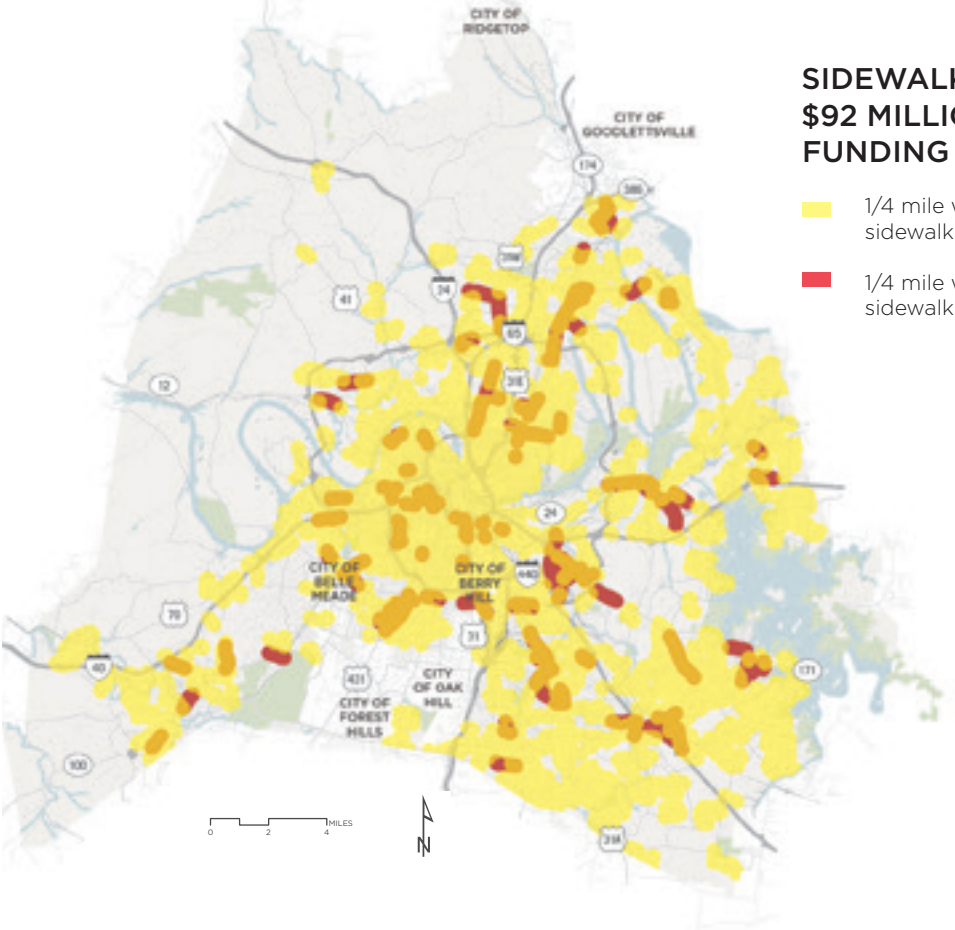 CITY OF
RIDGETOP
CITY OF
GOODLETTSVILLE
174
386
31W
24
41
65
31E
12
24
CITY OF
BELLE
MEADE
CITY OF
BERRY
HILL
440
70
31
40
431
CITY
OF OAK
HILL
CITY OF
FOREST
HILLS
171
100
31A
MILES
0 2 4
N
SIDEWALK
$92 MILLIO
FUNDING
1/4 mile w
sidewalk
1/4 mile w
sidewalk